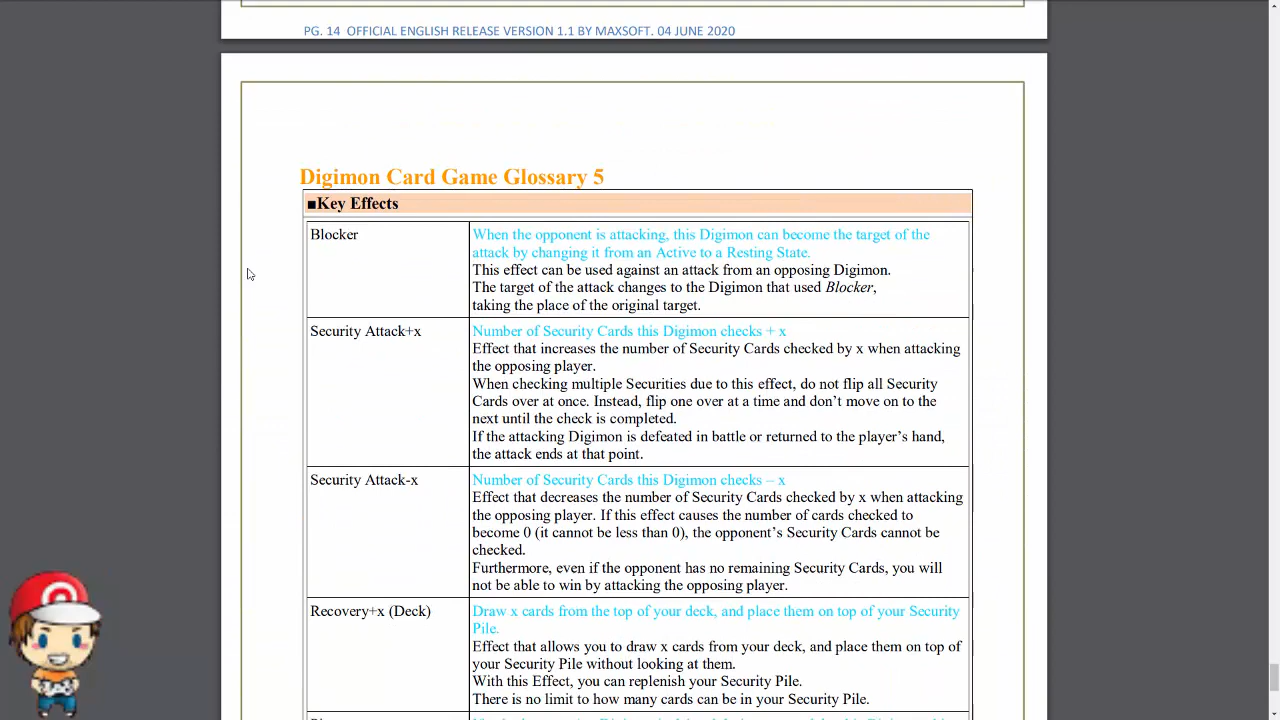 PG. 14 OFFICIAL ENGLISH RELEASE VERSION 1.1 BY MAXSOFT. 04 JUNE 2020
Digimon Card Game Glossary 5
■Key Effects
Blocker
When the opponent is attacking, this Digimon can become the target of the
attack by changing it from an Active to a Resting State.
This effect can be used against an attack from an opposing Digimon.
The target of the attack changes to the Digimon that used Blocker,
taking the place of the original target.
Security Attack+x
Number of Security Cards this Digimon checks + x
Effect that increases the number of Security Cards checked by x when attacking
the opposing player.
When checking multiple Securities due to this effect, do not flip all Security
Cards over at once. Instead, flip one over at a time and don’t move on to the
next until the check is completed.
If the attacking Digimon is defeated in battle or returned to the player’s hand,
the attack ends at that point.
Security Attack-x
Number of Security Cards this Digimon checks – x
Effect that decreases the number of Security Cards checked by x when attacking
the opposing player. If this effect causes the number of cards checked to
become 0 (it cannot be less than 0), the opponent’s Security Cards cannot be
checked.
Furthermore, even if the opponent has no remaining Security Cards, you will
not be able to win by attacking the opposing player.
Recovery+x (Deck)
Draw x cards from the top of your deck, and place them on top of your Security
Pile.
Effect that allows you to draw x cards from your deck, and place them on top of
your Security Pile without looking at them.
With this Effect, you can replenish your Security Pile.
There is no limit to how many cards can be in your Security Pile.